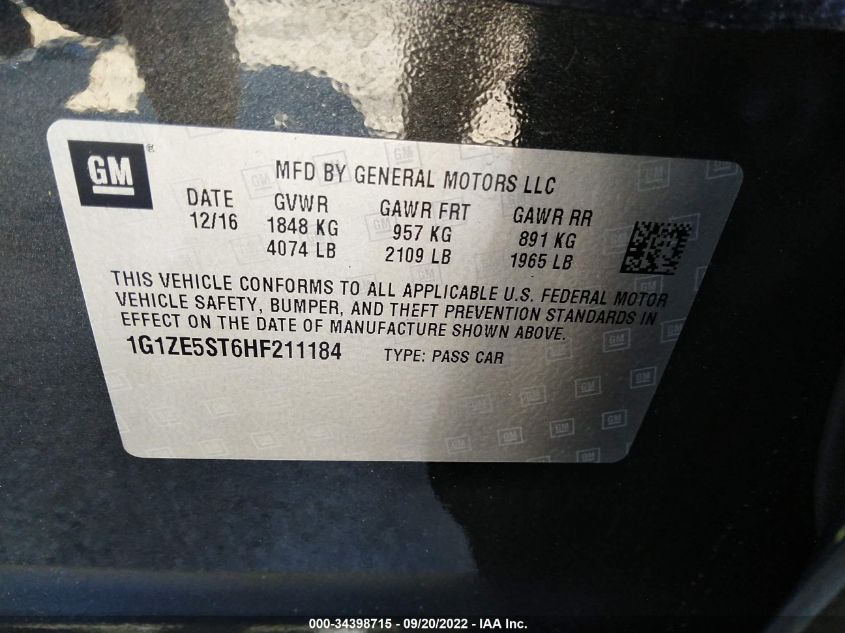 GM
®
MFD BY GENERAL MOTORS LLC
DATE GVWR GAWR FRT GAWR RR
12/16 1848 KG 957 KG 891 KG
4074 LB 2109 LB 1965 LB
THIS VEHICLE CONFORMS TO ALL APPLICABLE U.S. FEDERAL MOTOR
VEHICLE SAFETY, BUMPER, AND THEFT PREVENTION STANDARDS IN
EFFECT ON THE DATE OF MANUFACTURE SHOWN ABOVE.
1G1ZE5ST6HF211184 TYPE: PASS CAR
000-34398715 - 09/20/2022 - IAA Inc.